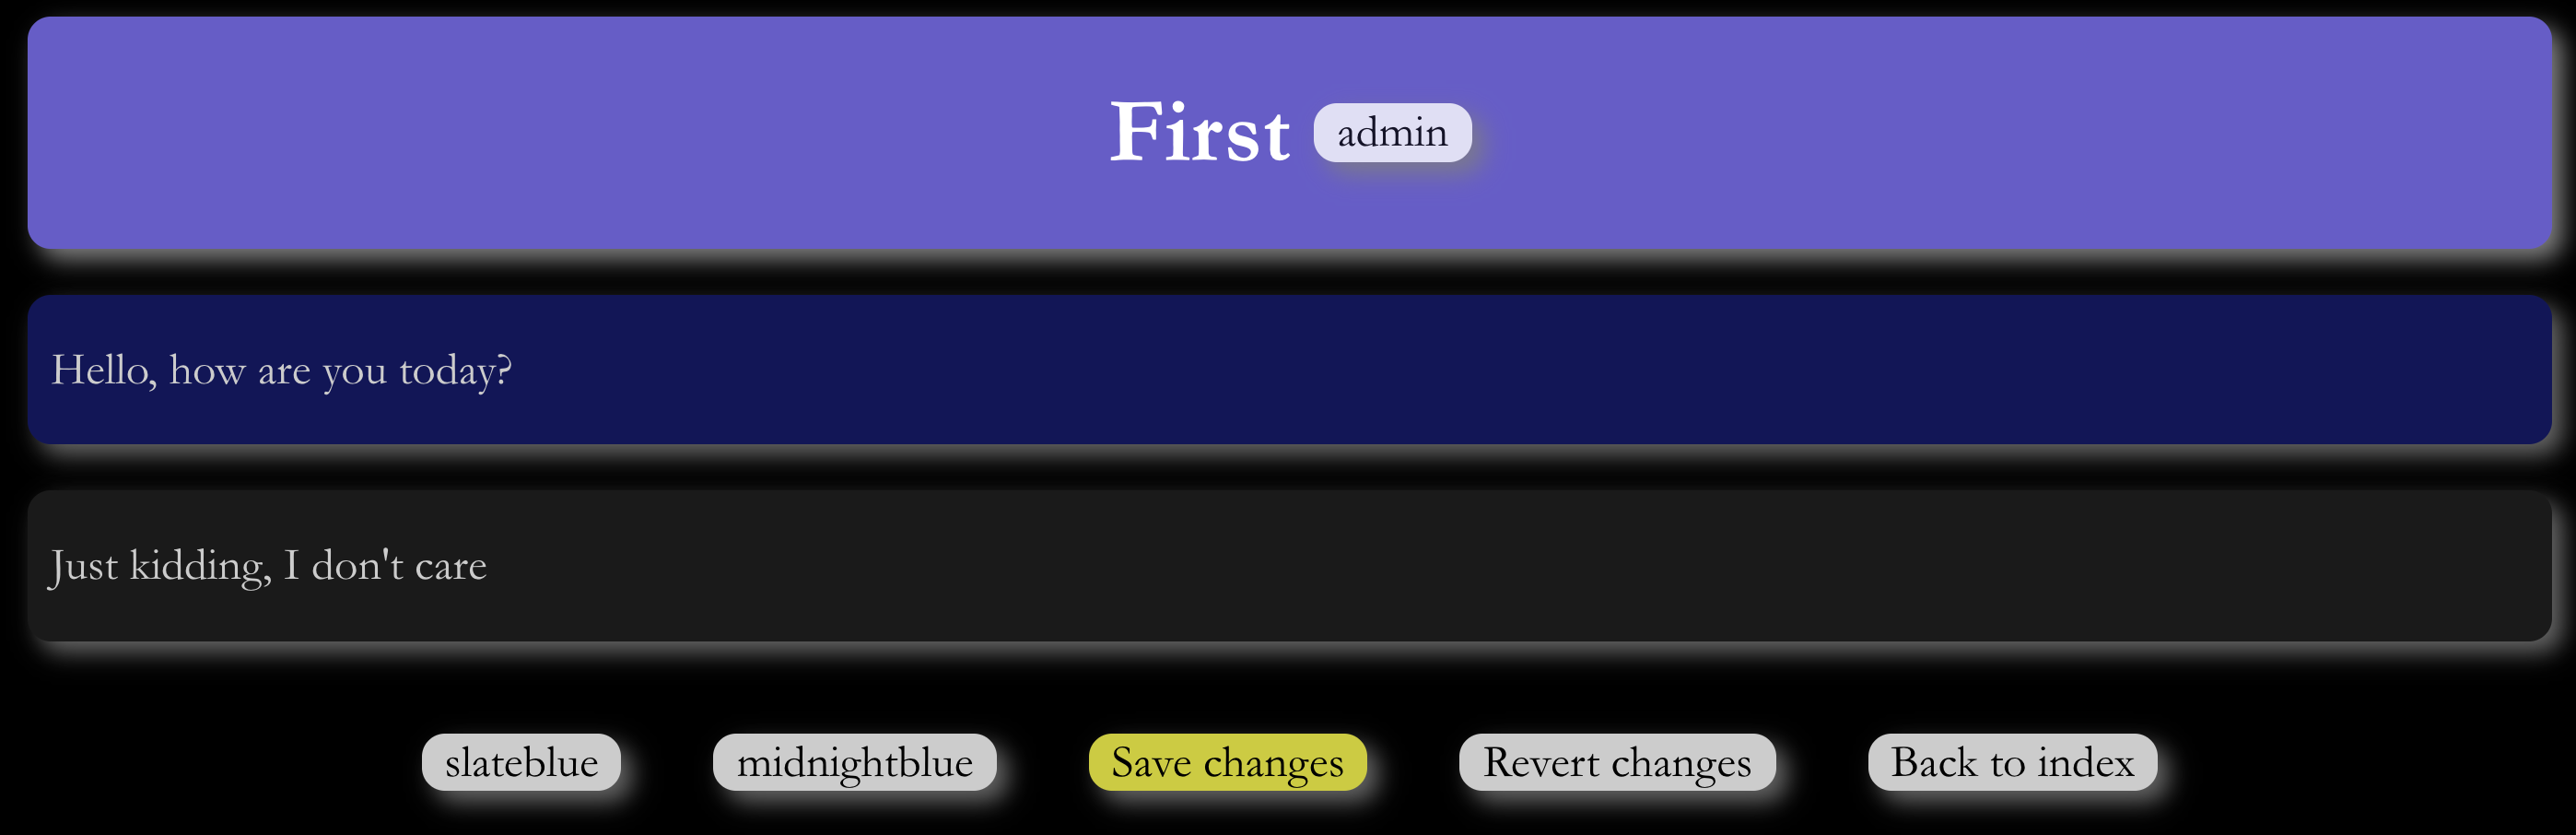 First admin
Hello, how are you today?
Just kidding, I don't care
slateblue midnightblue Save changes Revert changes Back to index